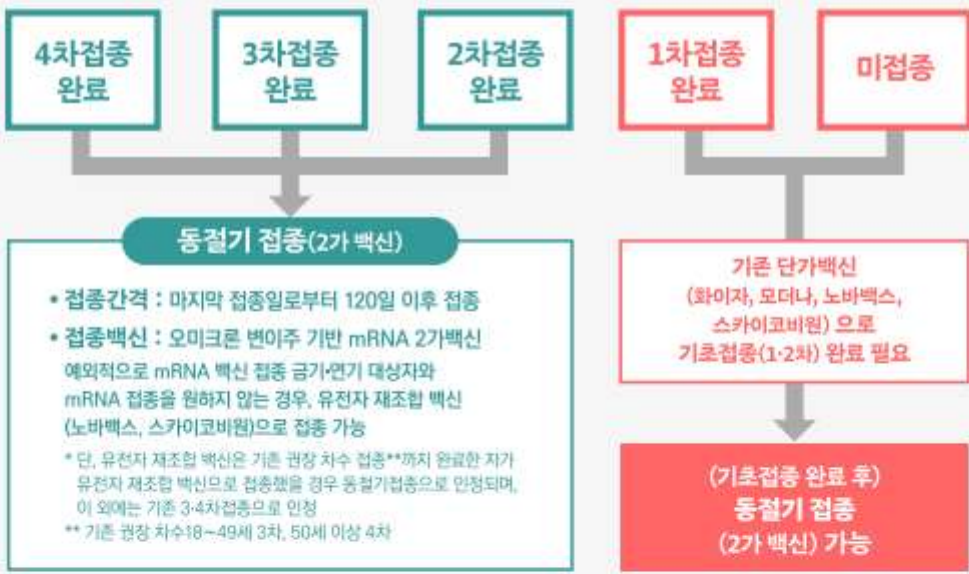 4차접종
완료
3차접종
완료
2차접종
완료
1차접종
완료
미접종
동절기 접종(2가 백신)
• 접종간격 : 마지막 접종일로부터 120일 이후 접종
• 접종백신 : 오미크론 변이주 기반 mRNA 2가백신
예외적으로 mRNA 백신 접종 금기•연기 대상자와
mRNA 접종을 원하지 않는 경우, 유전자 재조합 백신
(노바백스, 스카이코비원)으로 접종 가능
* 단, 유전자 재조합 백신은 기존 권장 차수 접종**까지 완료한 자가
유전자 재조합 백신으로 접종했을 경우 동절기접종으로 인정되며,
이 외에는 기존 3·4차접종으로 인정
** 기존 권장 차수18~49세 3차, 50세 이상 4차
기존 단가백신
(화이자, 모더나, 노바백스,
스카이코비원) 으로
기초접종(1·2차) 완료 필요
(기초접종 완료 후)
동절기 접종
(2가 백신) 가능